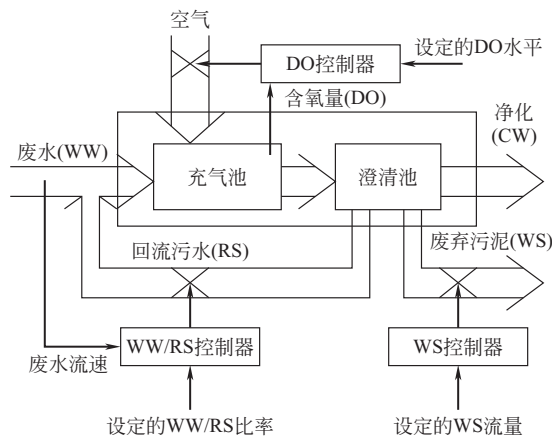 空气
DO控制器
设定的DO水平
含氧量(DO)
净化
(CW)
废水(WW)
充气池
澄清池
回流污水(RS)
废弃污泥(WS)
WW/RS控制器
WS控制器
废水流速
设定的WW/RS比率
设定的WS流量